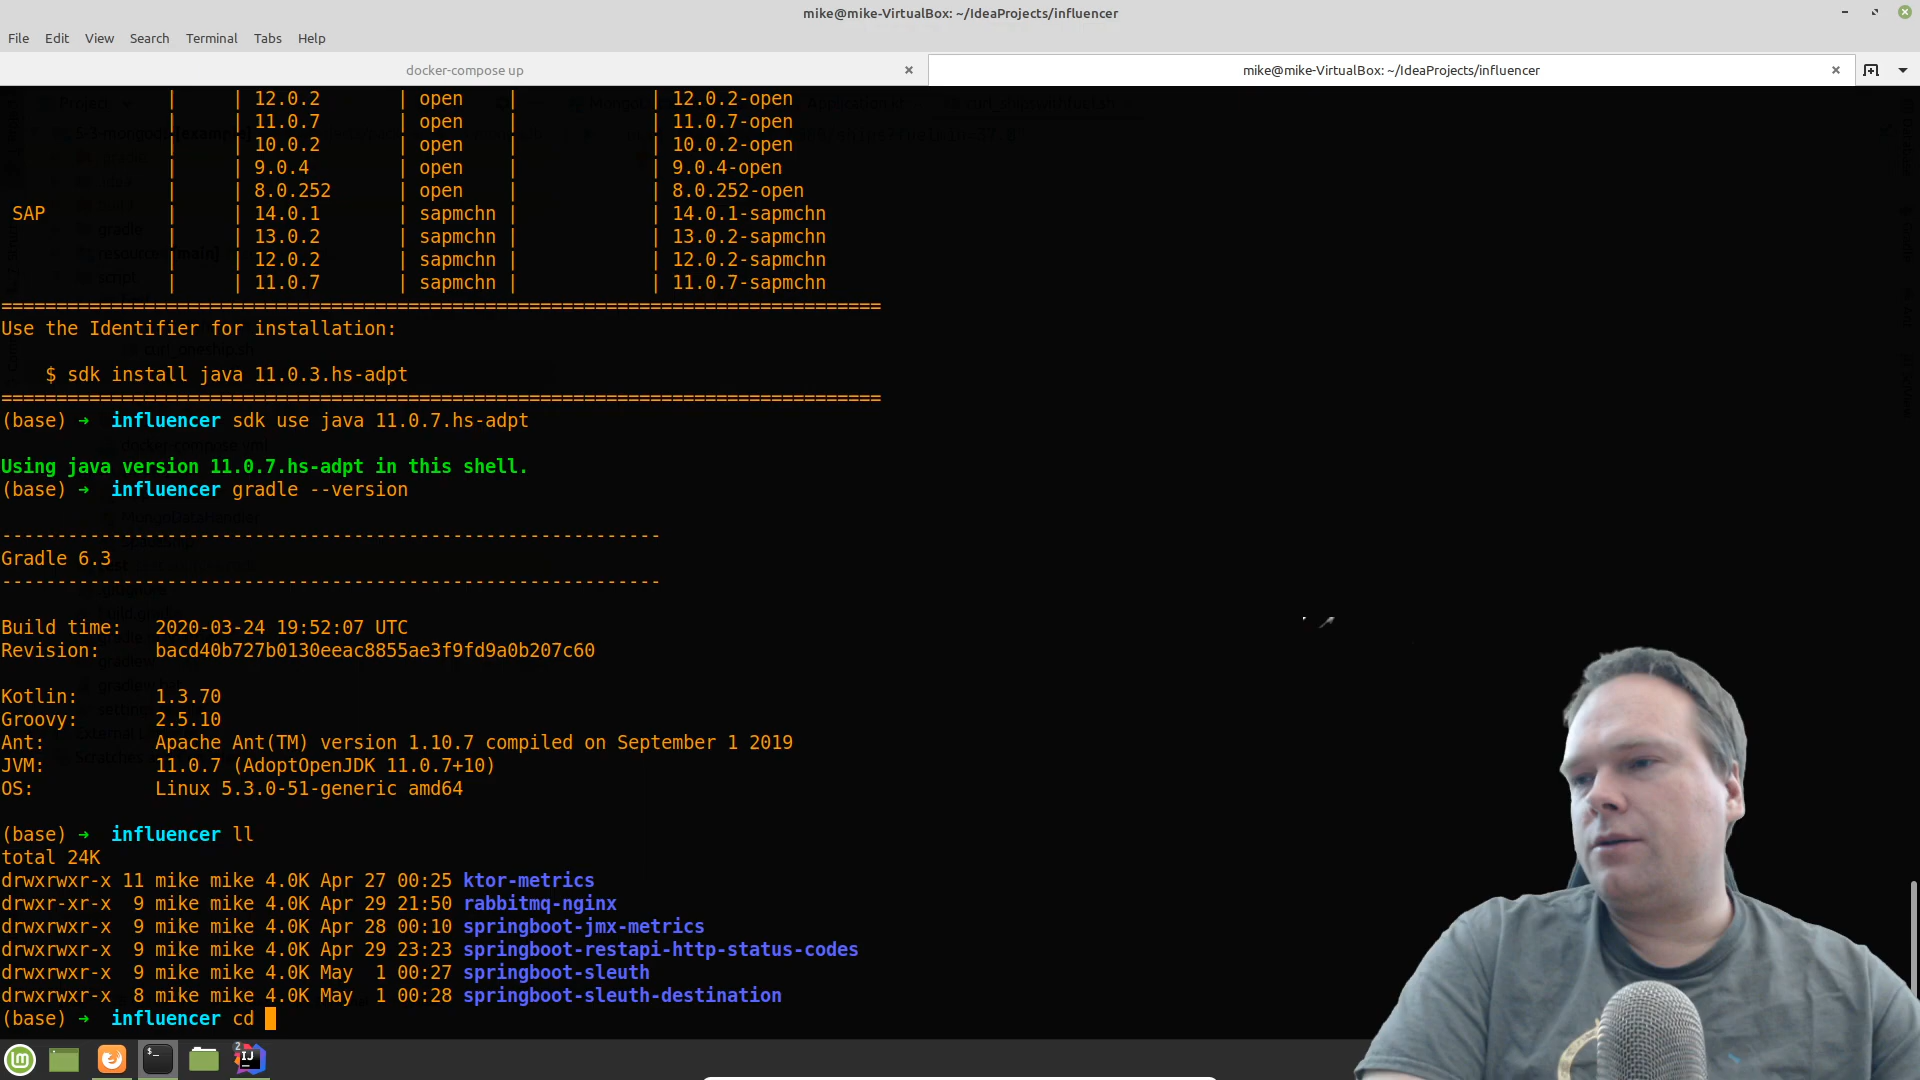 mike@mike-VirtualBox: ~/IdeaProjects/influencer
File Edit View Search Terminal Tabs Help
docker-compose up
mike@mike-VirtualBox: ~/IdeaProjects/influencer
| | 12.0.2 | open | | 12.0.2-open
| | 11.0.7 | open | | 11.0.7-open
| | 10.0.2 | open | | 10.0.2-open
| | 9.0.4 | open | | 9.0.4-open
| | 8.0.252 | open | | 8.0.252-open
SAP | | 14.0.1 | sapmchn | | 14.0.1-sapmchn
| | 13.0.2 | sapmchn | | 13.0.2-sapmchn
| | 12.0.2 | sapmchn | | 12.0.2-sapmchn
| | 11.0.7 | sapmchn | | 11.0.7-sapmchn
================================================================================
Use the Identifier for installation:
$ sdk install java 11.0.3.hs-adpt
================================================================================
(base) ➜ influencer sdk use java 11.0.7.hs-adpt
Using java version 11.0.7.hs-adpt in this shell.
(base) ➜ influencer gradle --version
------------------------------------------------------------
Gradle 6.3
------------------------------------------------------------
Build time: 2020-03-24 19:52:07 UTC
Revision: bacd40b727b0130eeac8855ae3f9fd9a0b207c60
Kotlin: 1.3.70
Groovy: 2.5.10
Ant: Apache Ant(TM) version 1.10.7 compiled on September 1 2019
JVM: 11.0.7 (AdoptOpenJDK 11.0.7+10)
OS: Linux 5.3.0-51-generic amd64
(base) ➜ influencer ll
total 24K
drwxrwxr-x 11 mike mike 4.0K Apr 27 00:25 ktor-metrics
drwxr-xr-x 9 mike mike 4.0K Apr 29 21:50 rabbitmq-nginx
drwxrwxr-x 9 mike mike 4.0K Apr 28 00:10 springboot-jmx-metrics
drwxrwxr-x 9 mike mike 4.0K Apr 29 23:23 springboot-restapi-http-status-codes
drwxrwxr-x 9 mike mike 4.0K May 1 00:27 springboot-sleuth
drwxrwxr-x 8 mike mike 4.0K May 1 00:28 springboot-sleuth-destination
(base) ➜ influencer cd